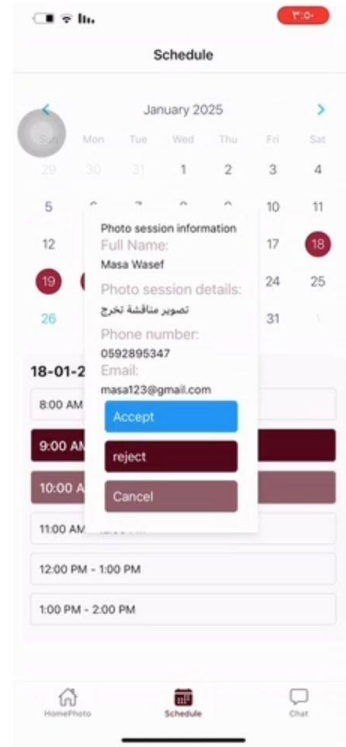 ٣:٥٠
Schedule
January 2025
Sun Mon Tue Wed Thu Fri Sat
29 30 31 1 2 3 4
5 10 11
12 17 18
19 24 25
26 31 1
Photo session information
Full Name:
Masa Wasef
Photo session details:
تصوير مناقشة تخرج
Phone number:
0592895347
Email:
masa123@gmail.com
Accept
reject
Cancel
18-01-2
8:00 AM
9:00 AM
10:00 A
11:00 AM
12:00 PM - 1:00 PM
1:00 PM - 2:00 PM
HomePhoto
Schedule
Chat